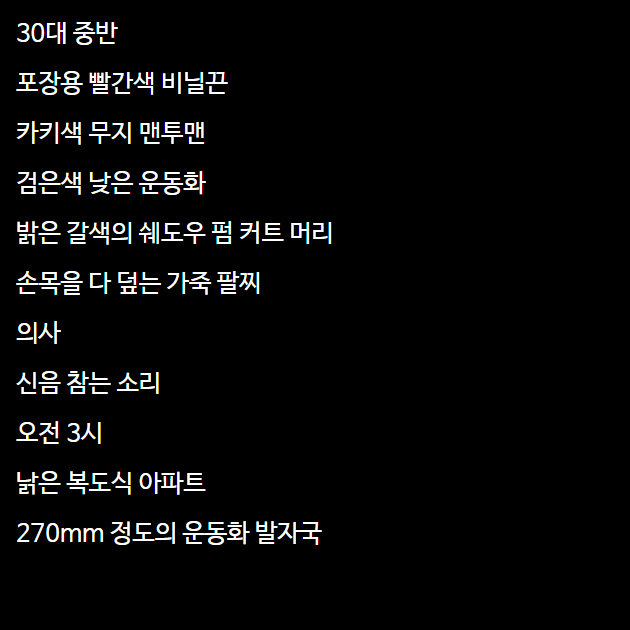 30대 중반
포장용 빨간색 비닐끈
카키색 무지 맨투맨
검은색 낮은 운동화
밝은 갈색의 쉐도우 펌 커트 머리
손목을 다 덮는 가죽 팔찌
의사
신음 참는 소리
오전 3시
낡은 복도식 아파트
270mm 정도의 운동화 발자국